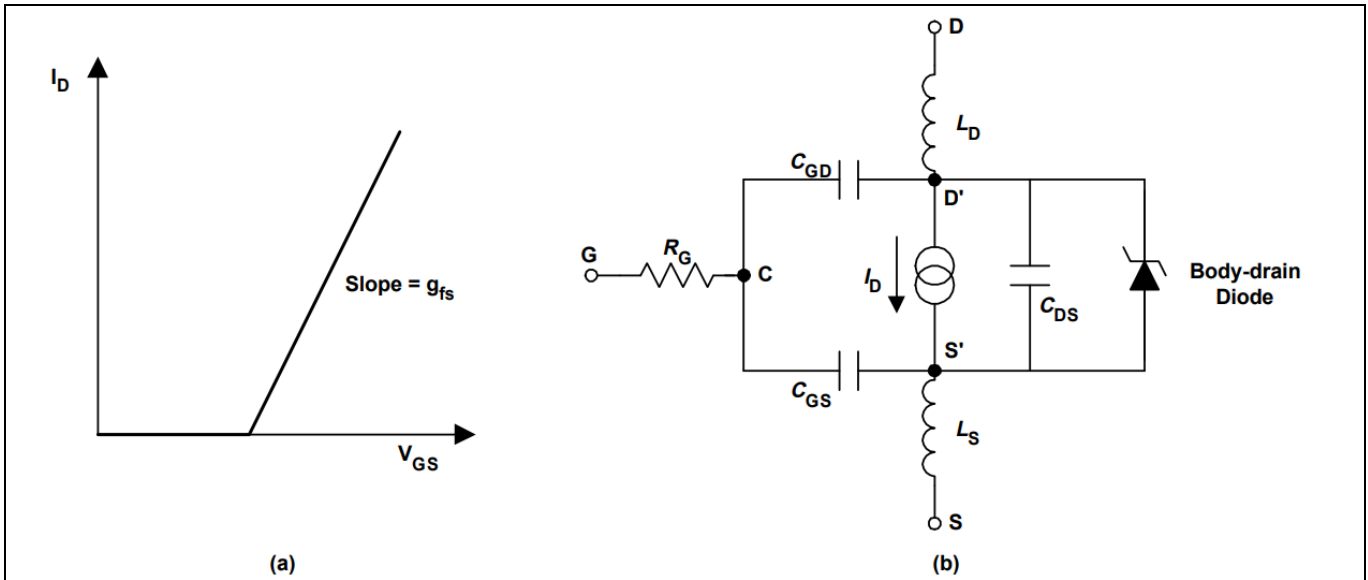 I_D
Slope = g_fs
V_GS
(a)
D
L_D
C_GD
D'
G
R_G
C
I_D
C_DS
Body-drain
Diode
S'
C_GS
L_S
S
(b)